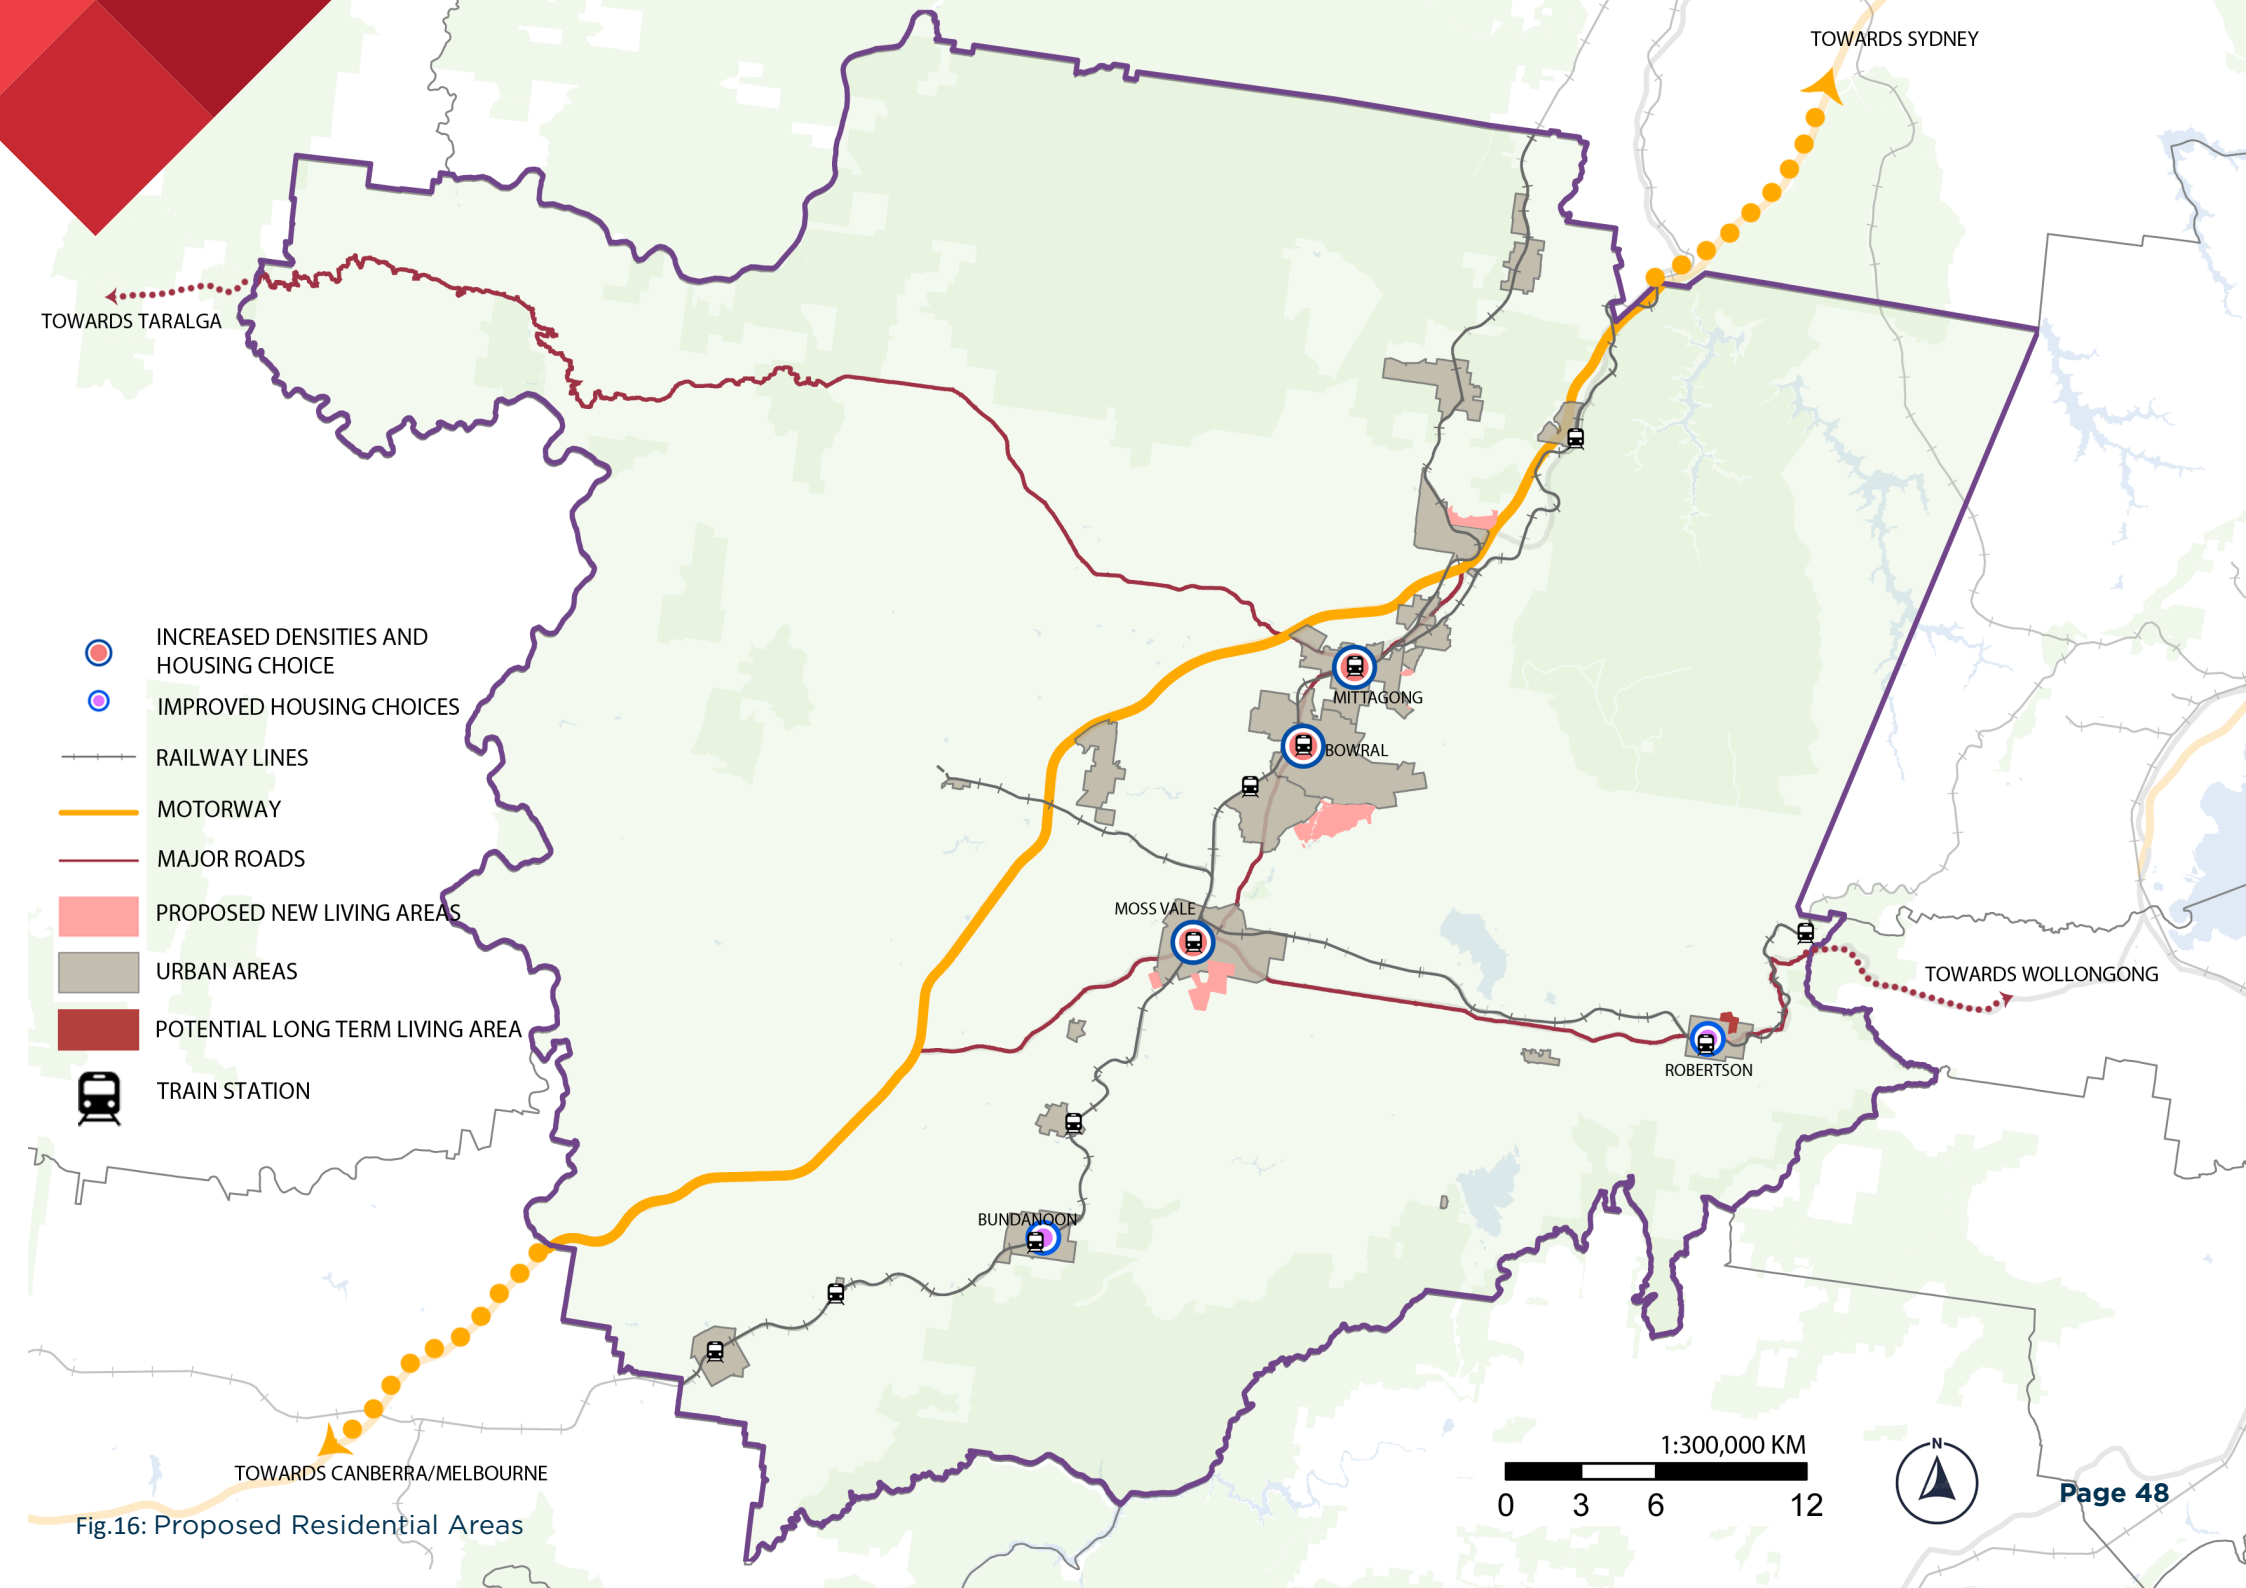 TOWARDS SYDNEY
TOWARDS TARALGA
INCREASED DENSITIES AND
HOUSING CHOICE
IMPROVED HOUSING CHOICES
RAILWAY LINES
MOTORWAY
MAJOR ROADS
PROPOSED NEW LIVING AREAS
URBAN AREAS
POTENTIAL LONG TERM LIVING AREA
TRAIN STATION
MITTAGONG
BOWRAL
MOSS VALE
TOWARDS WOLLONGONG
ROBERTSON
BUNDANOON
TOWARDS CANBERRA/MELBOURNE
1:300,000 KM
0 3 6 12
N
Page 48
Fig.16: Proposed Residential Areas